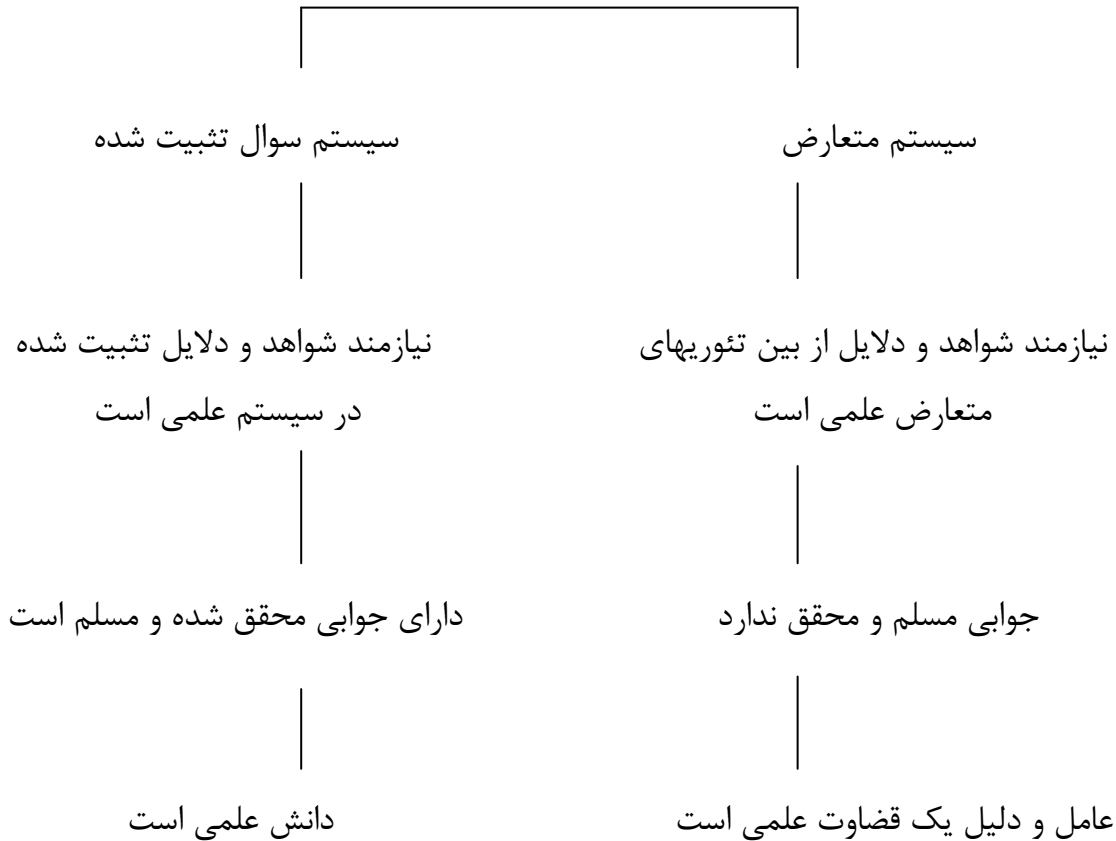 سیستم متعارض
سیستم سوال تثبیت شده
نیازمند شواهد و دلایل از بین تئوریهای
متعارض علمی است
نیازمند شواهد و دلایل تثبیت شده
در سیستم علمی است
جوابی مسلم و محقق ندارد
دارای جوابی محقق شده و مسلم است
عامل و دلیل یک قضاوت علمی است
دانش علمی است